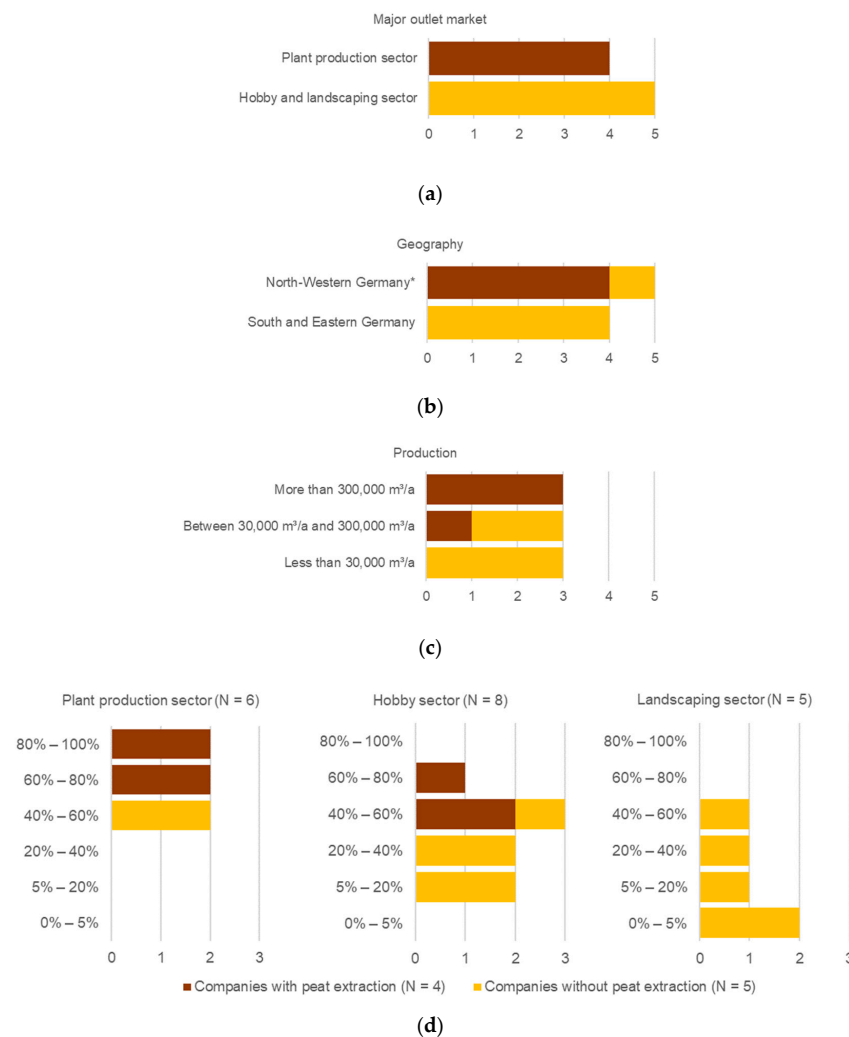 Major outlet market
Plant production sector
Hobby and landscaping sector
0 1 2 3 4 5
(a)
Geography
North-Western Germany*
South and Eastern Germany
0 1 2 3 4 5
(b)
Production
More than 300,000 m³/a
Between 30,000 m³/a and 300,000 m³/a
Less than 30,000 m³/a
0 1 2 3 4 5
(c)
Plant production sector (N = 6)
80% – 100%
60% – 80%
40% – 60%
20% – 40%
5% – 20%
0% – 5%
0 1 2 3
Hobby sector (N = 8)
80% – 100%
60% – 80%
40% – 60%
20% – 40%
5% – 20%
0% – 5%
0 1 2 3
Landscaping sector (N = 5)
80% – 100%
60% – 80%
40% – 60%
20% – 40%
5% – 20%
0% – 5%
0 1 2 3
Companies with peat extraction (N = 4) Companies without peat extraction (N = 5)
(d)